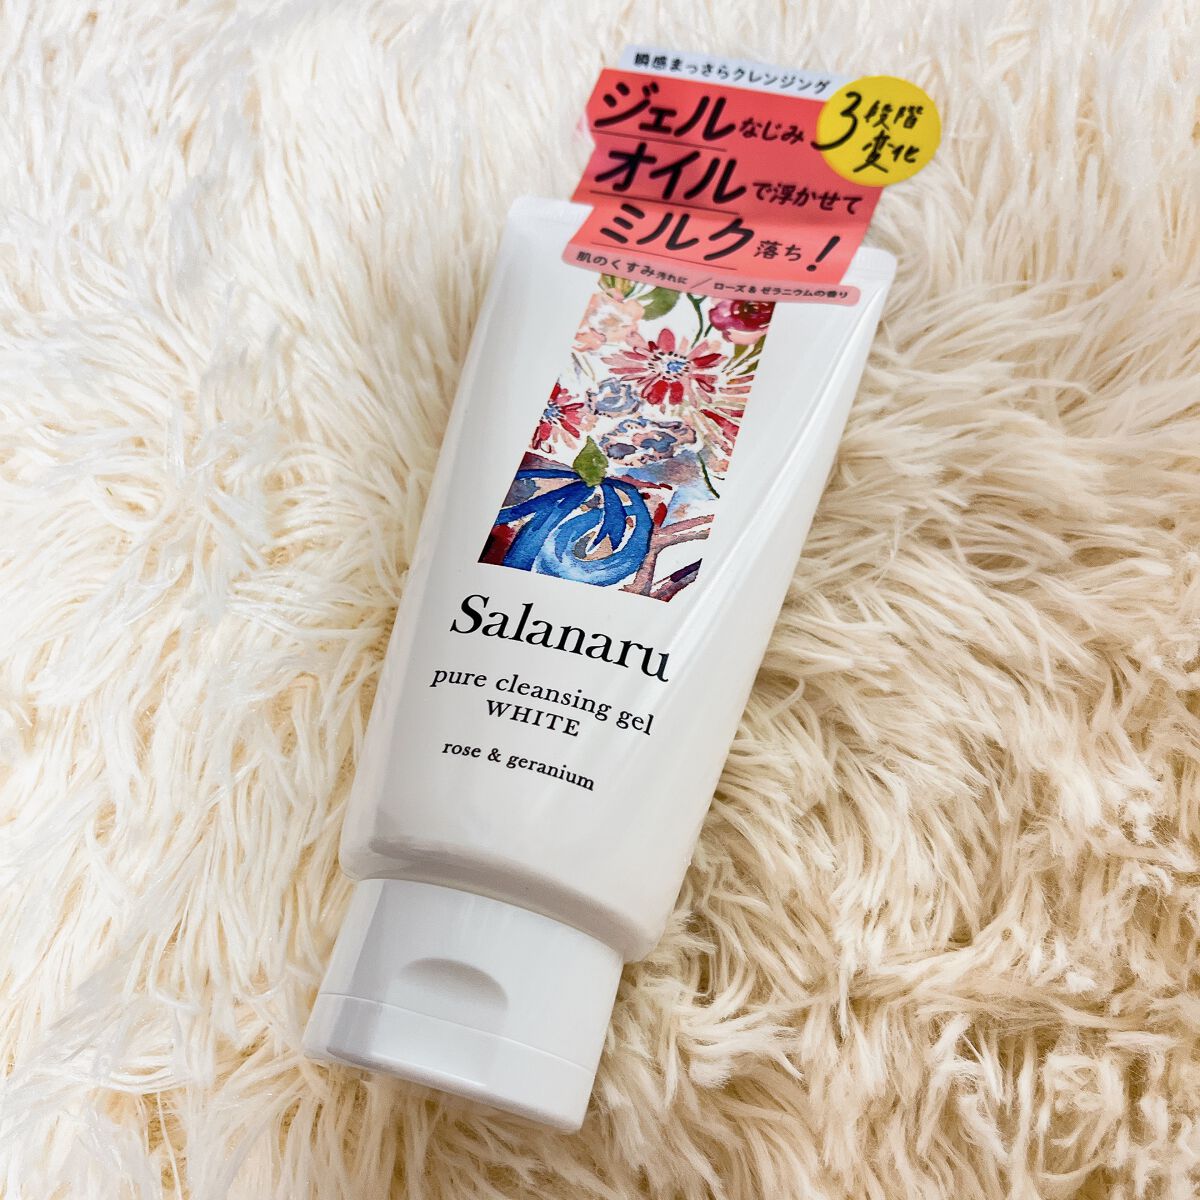 瞬感まっさらクレンジング
ジェルなじみ
オイルで浮かせて
ミルク落ち!
3段階
変化
肌のくすみ汚れに/ローズ&ゼラニウムの香り
Salanaru
pure cleansing gel
WHITE
rose & geranium